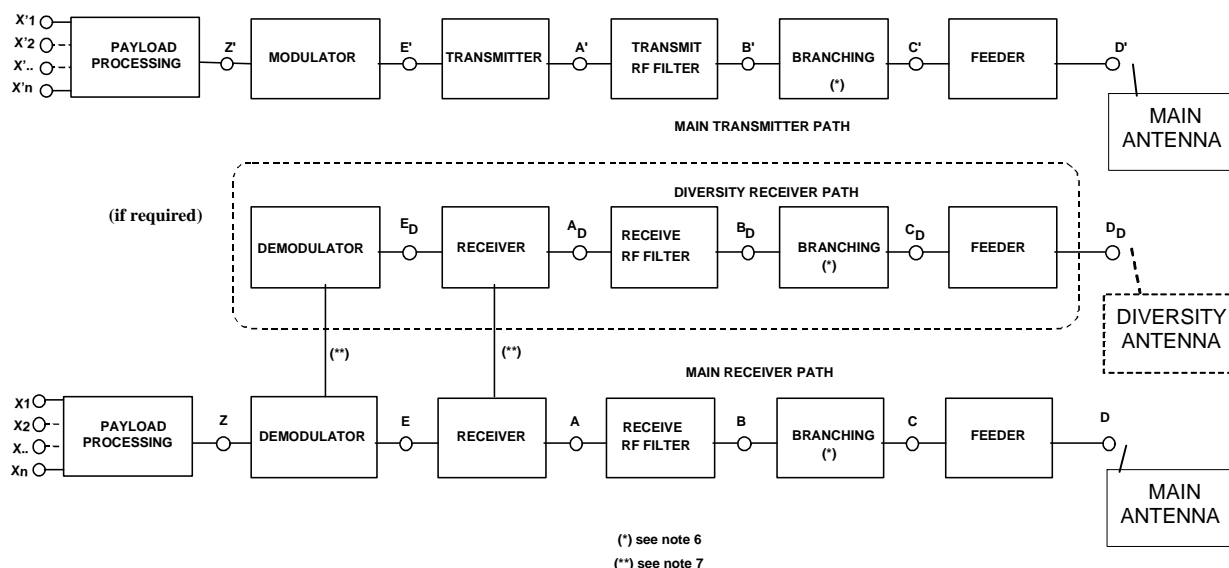 X'1
X'2
X'..
X'n
PAYLOAD
PROCESSING
Z'
MODULATOR
E'
TRANSMITTER
A'
TRANSMIT
RF FILTER
B'
BRANCHING
(*)
C'
FEEDER
D'
MAIN
ANTENNA
MAIN TRANSMITTER PATH
(if required)
DIVERSITY RECEIVER PATH
DEMODULATOR
ED
RECEIVER
AD
RECEIVE
RF FILTER
BD
BRANCHING
(*)
CD
FEEDER
DD
DIVERSITY
ANTENNA
(**)
(**)
MAIN RECEIVER PATH
X1
X2
X..
Xn
PAYLOAD
PROCESSING
Z
DEMODULATOR
E
RECEIVER
A
RECEIVE
RF FILTER
B
BRANCHING
(*)
C
FEEDER
D
MAIN
ANTENNA
(*) see note 6
(**) see note 7